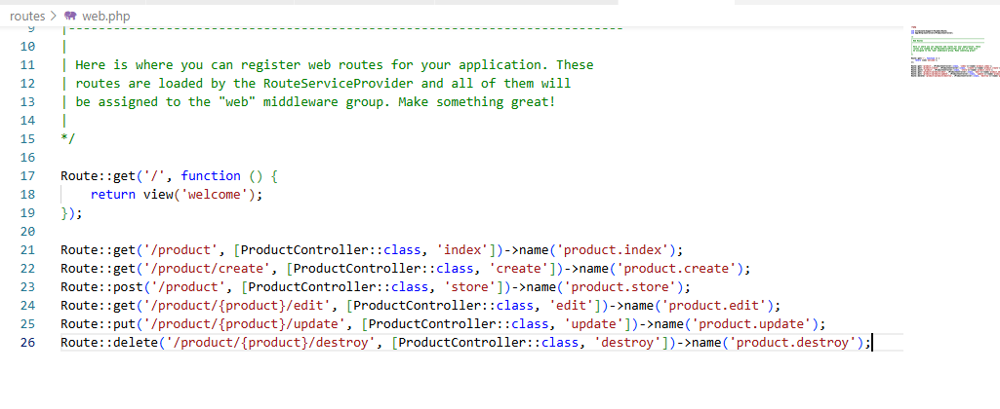 routes > web.php
9 |--------------------------------------------------------------------------
10 |
11 | Here is where you can register web routes for your application. These
12 | routes are loaded by the RouteServiceProvider and all of them will
13 | be assigned to the "web" middleware group. Make something great!
14 |
15 */
16
17 Route::get('/', function () {
18     return view('welcome');
19 });
20
21 Route::get('/product', [ProductController::class, 'index'])->name('product.index');
22 Route::get('/product/create', [ProductController::class, 'create'])->name('product.create');
23 Route::post('/product', [ProductController::class, 'store'])->name('product.store');
24 Route::get('/product/{product}/edit', [ProductController::class, 'edit'])->name('product.edit');
25 Route::put('/product/{product}/update', [ProductController::class, 'update'])->name('product.update');
26 Route::delete('/product/{product}/destroy', [ProductController::class, 'destroy'])->name('product.destroy');